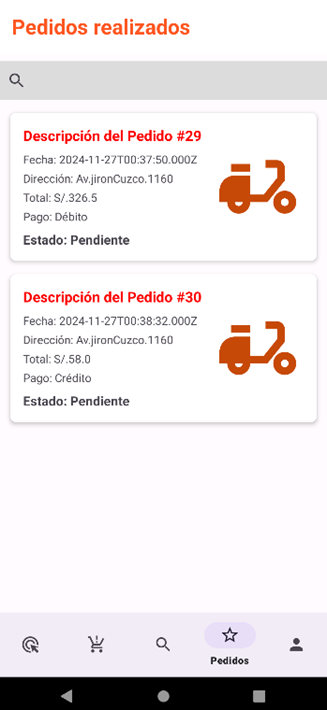 Pedidos realizados
Descripción del Pedido #29
Fecha: 2024-11-27T00:37:50.000Z
Dirección: Av.jironCuzco.1160
Total: S/.326.5
Pago: Débito
Estado: Pendiente
Descripción del Pedido #30
Fecha: 2024-11-27T00:38:32.000Z
Dirección: Av.jironCuzco.1160
Total: S/.58.0
Pago: Crédito
Estado: Pendiente
Pedidos